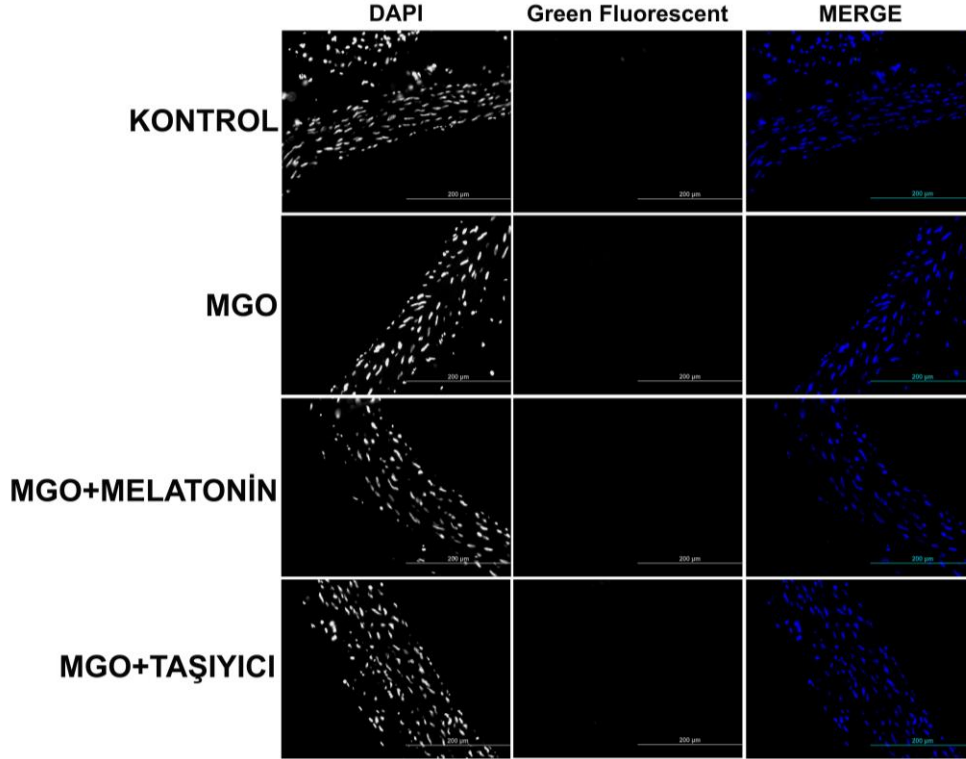 DAPI Green Fluorescent MERGE
KONTROL
200 µm 200 µm 200 µm
MGO
200 µm 200 µm 200 µm
MGO+MELATONİN
200 µm 200 µm 200 µm
MGO+TAŞIYICI
200 µm 200 µm 200 µm